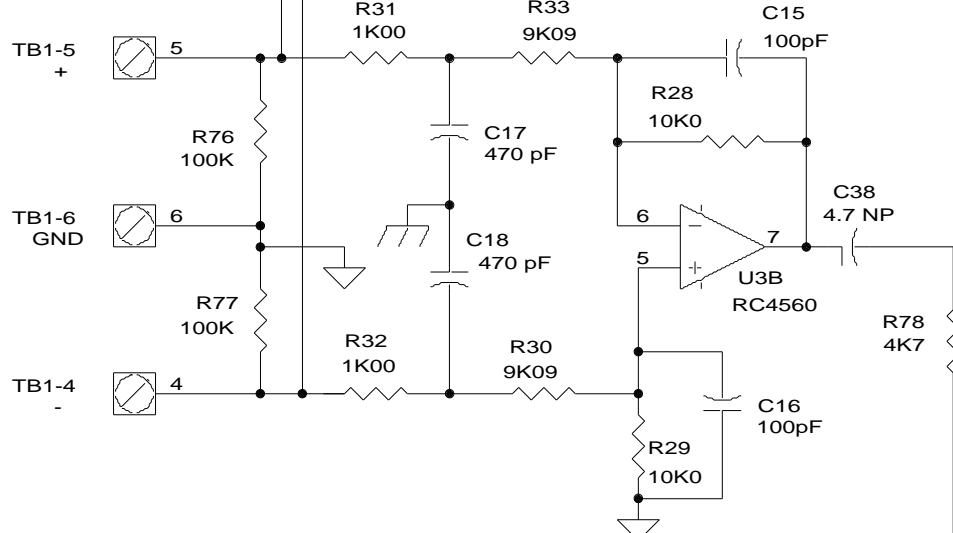 R31
1K00
R33
9K09
C15
100pF
TB1-5
+
5
R28
10K0
R76
100K
C17
470 pF
TB1-6
GND
6
C38
4.7 NP
6
7
5
C18
470 pF
U3B
RC4560
R77
100K
R78
4K7
R32
1K00
R30
9K09
TB1-4
-
4
C16
100pF
R29
10K0